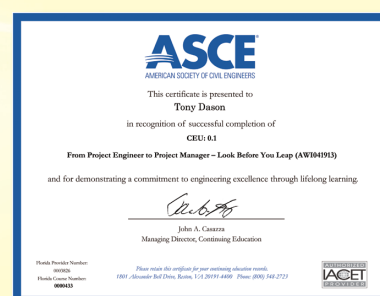 ASCE
AMERICAN SOCIETY OF CIVIL ENGINEERS
This certificate is presented to
Tony Dason
in recognition of successful completion of
CEU: 0.1
From Project Engineer to Project Manager – Look Before You Leap (AWI041913)
and for demonstrating a commitment to engineering excellence through lifelong learning.
John A. Casazza
Managing Director, Continuing Education
Florida Provider Number:
0003826
Florida Course Number:
0000433
Please retain this certificate for your continuing education records.
1801 Alexander Bell Drive, Reston, VA 20191-4400 Phone: (800) 548-2723
AUTHORIZED
IACET
PROVIDER